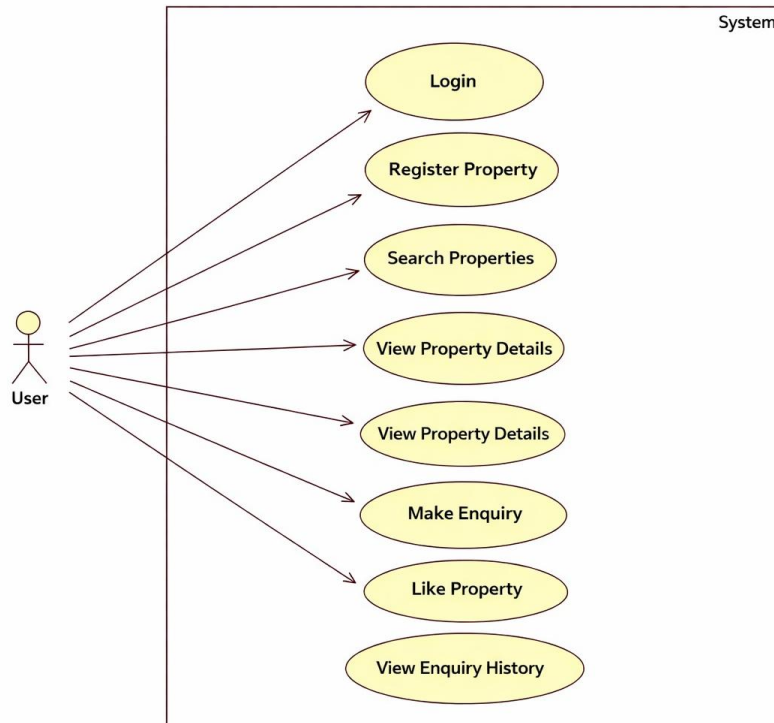 System
Login
Register Property
Search Properties
View Property Details
User
View Property Details
Make Enquiry
Like Property
View Enquiry History